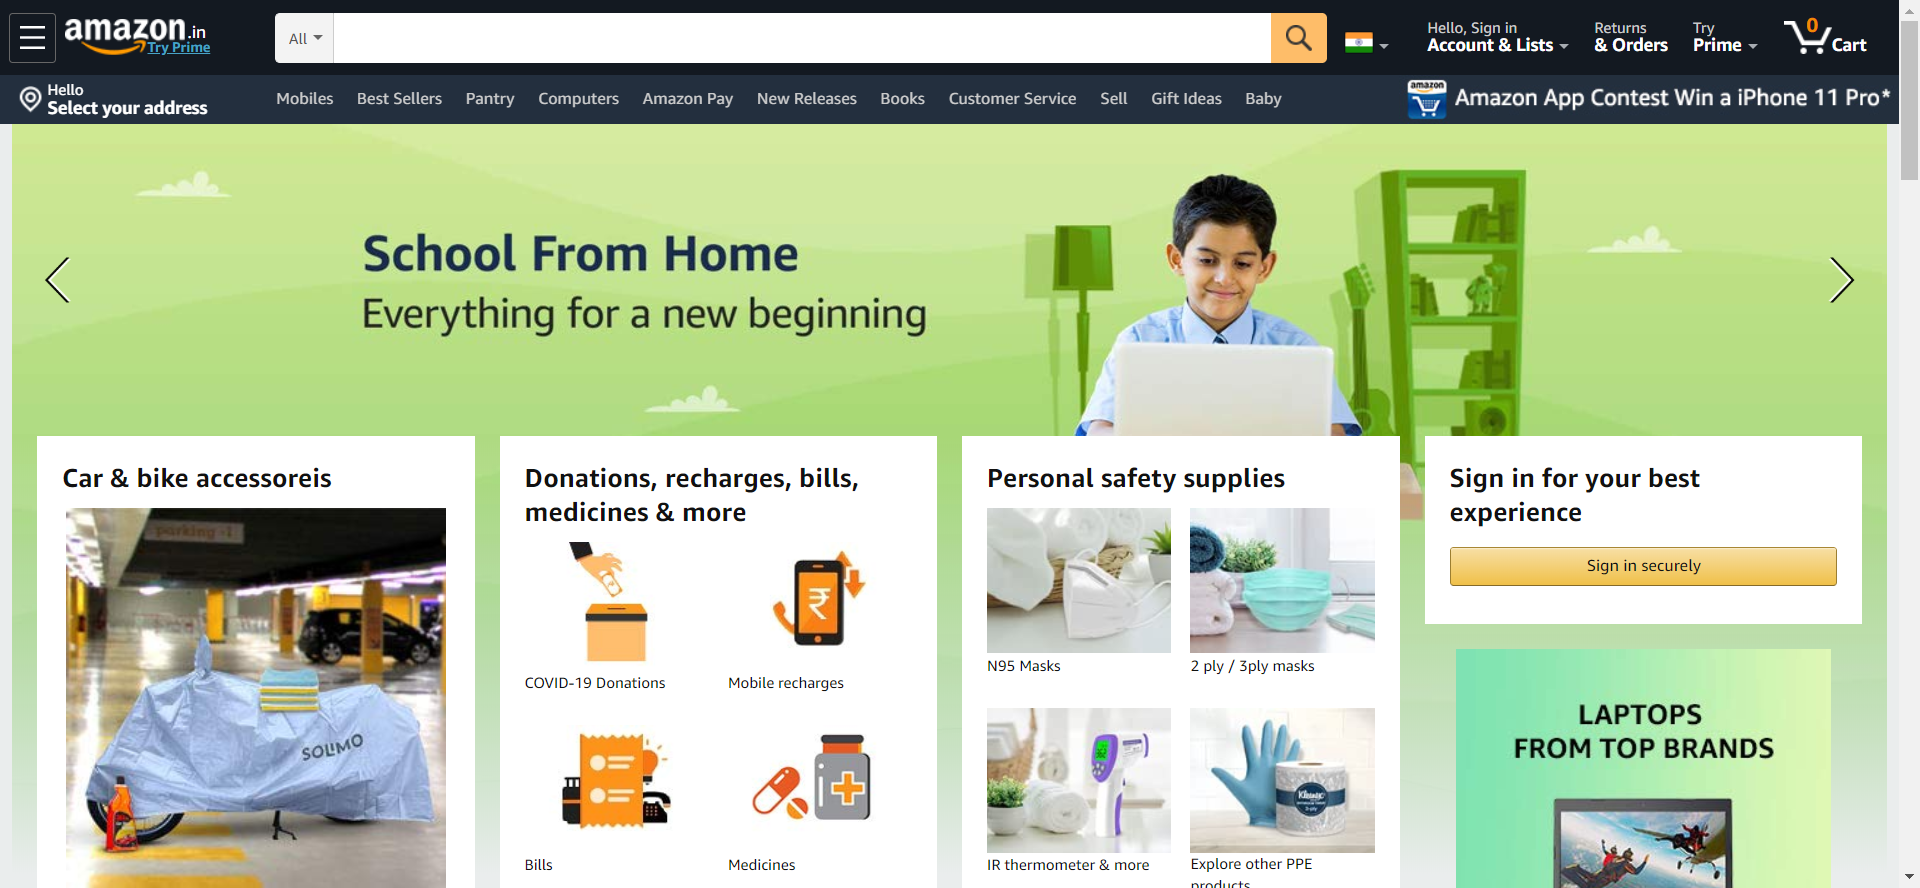 amazon.in
Try Prime
All
Hello, Sign in
Account & Lists
Returns
& Orders
Try
Prime
0
Cart
Hello
Select your address
Mobiles
Best Sellers
Pantry
Computers
Amazon Pay
New Releases
Books
Customer Service
Sell
Gift Ideas
Baby
amazon
Amazon App Contest Win a iPhone 11 Pro*
School From Home
Everything for a new beginning
Car & bike accessoreis
parking -1
SOLIMO
Donations, recharges, bills,
medicines & more
COVID-19 Donations
Mobile recharges
₹
Bills
Medicines
Personal safety supplies
N95 Masks
2 ply / 3ply masks
Kleenex
IR thermometer & more
Explore other PPE
products
Sign in for your best
experience
Sign in securely
LAPTOPS
FROM TOP BRANDS